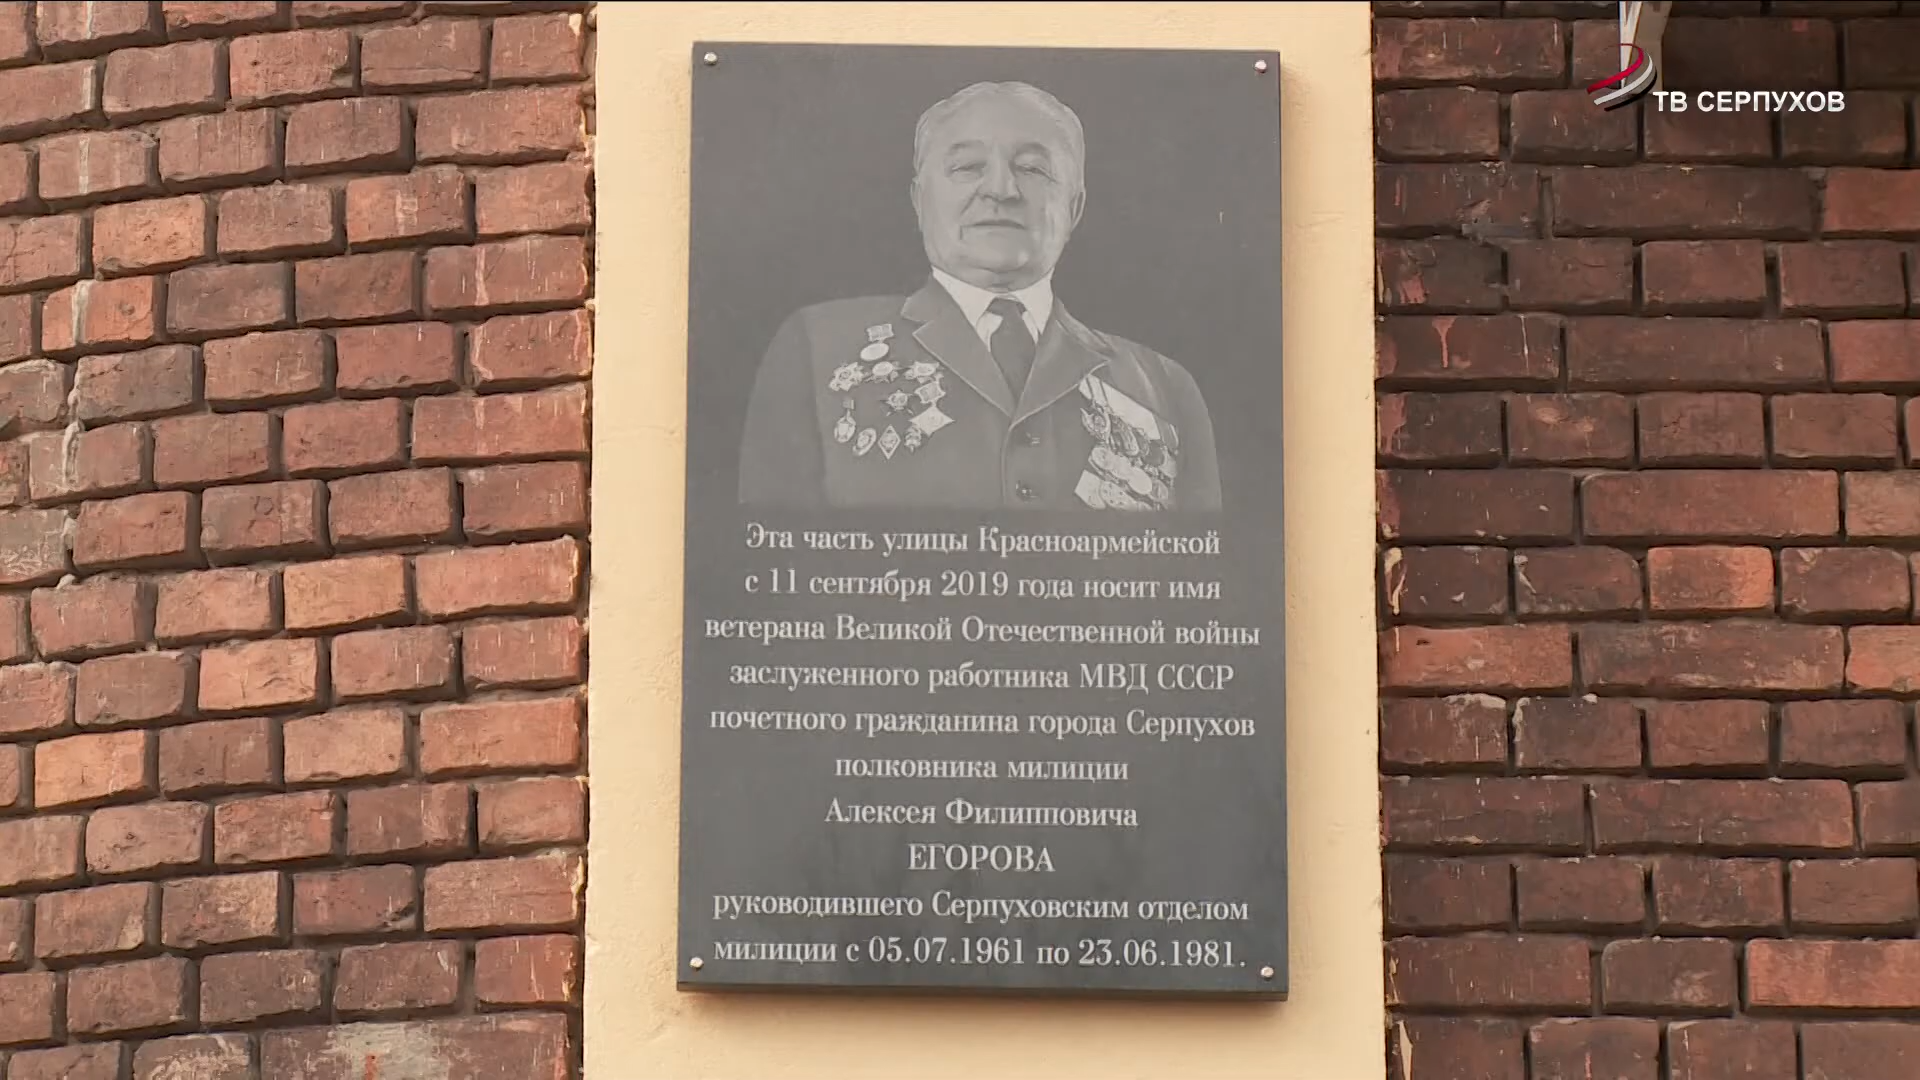 ТВ СЕРПУХОВ
Эта часть улицы Красноармейской
с 11 сентября 2019 года носит имя
ветерана Великой Отечественной войны
заслуженного работника МВД СССР
почетного гражданина города Серпухов
полковника милиции
Алексея Филипповича
ЕГОРОВА
руководившего Серпуховским отделом
милиции с 05.07.1961 по 23.06.1981.